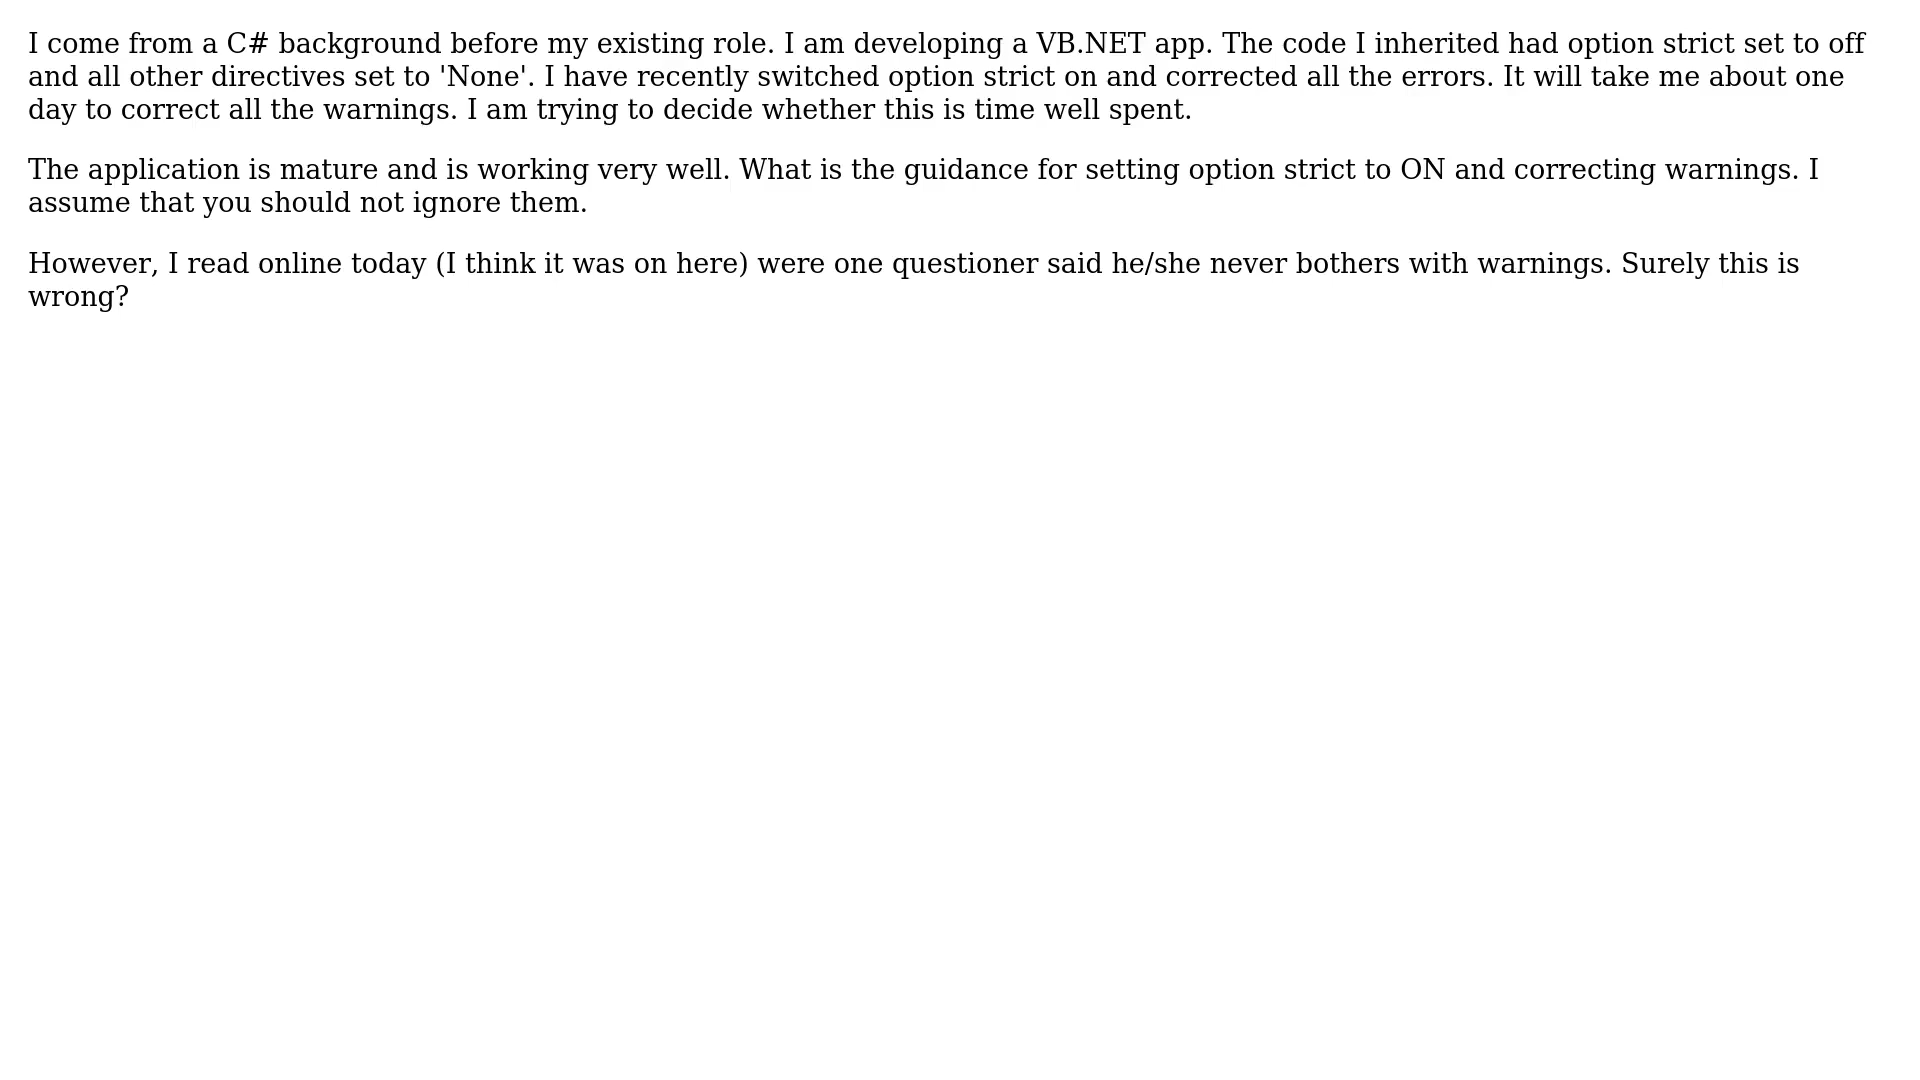 I come from a C# background before my existing role. I am developing a VB.NET app. The code I inherited had option strict set to off
and all other directives set to 'None'. I have recently switched option strict on and corrected all the errors. It will take me about one
day to correct all the warnings. I am trying to decide whether this is time well spent.
The application is mature and is working very well. What is the guidance for setting option strict to ON and correcting warnings. I
assume that you should not ignore them.
However, I read online today (I think it was on here) were one questioner said he/she never bothers with warnings. Surely this is
wrong?